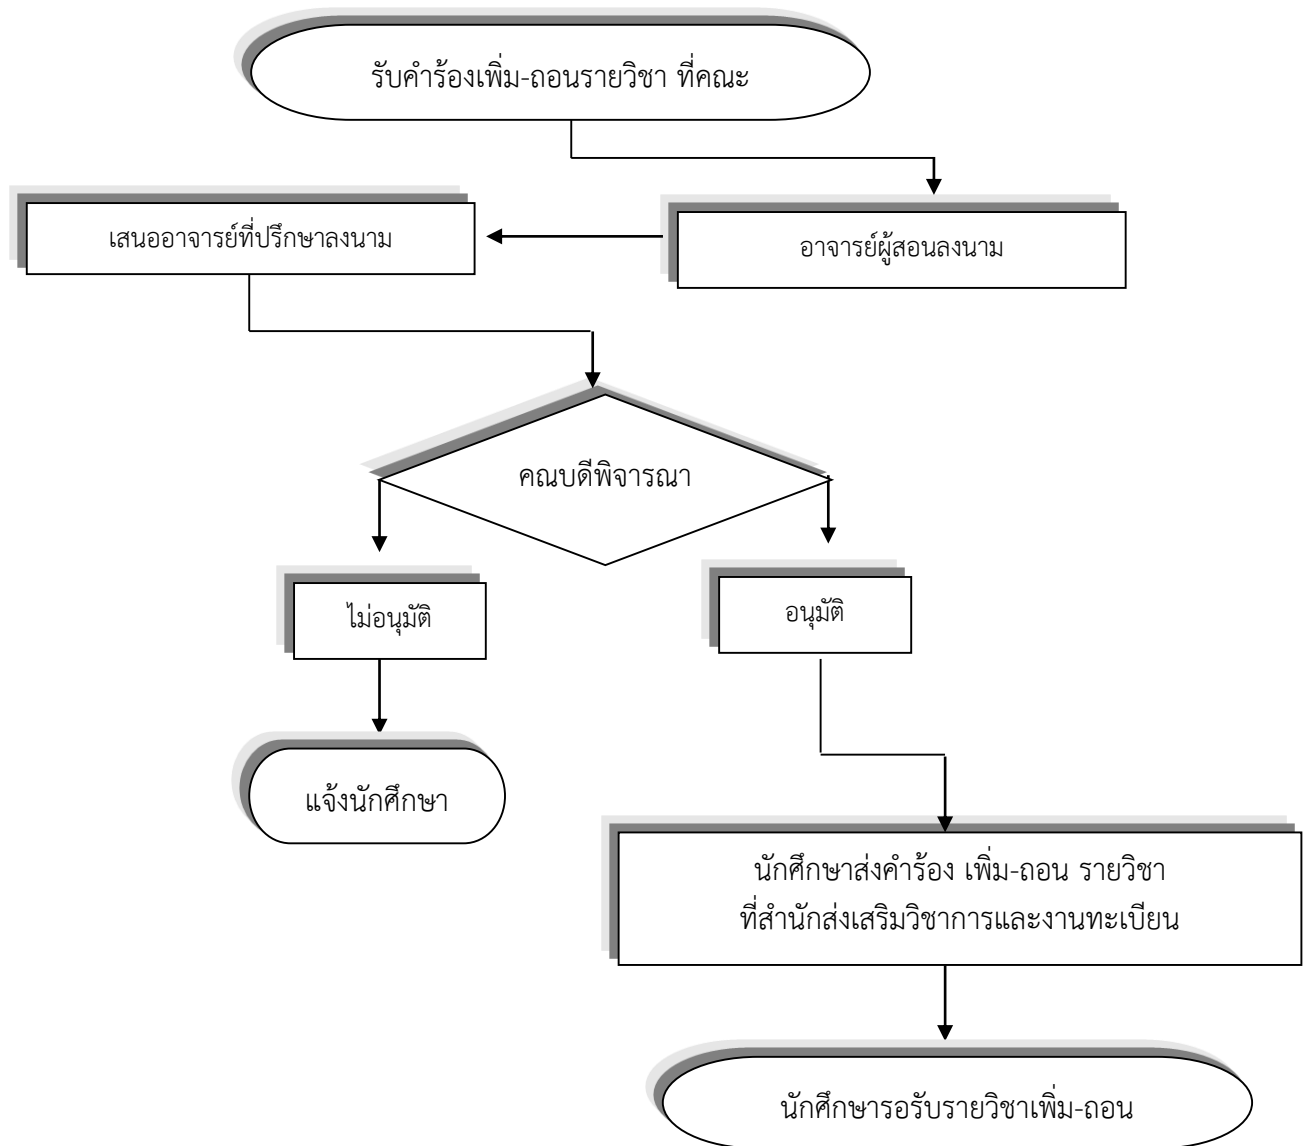 รับคำร้องเพิ่ม-ถอนรายวิชา ที่คณะ
อาจารย์ผู้สอนลงนาม
เสนออาจารย์ที่ปรึกษาลงนาม
คณบดีพิจารณา
ไม่อนุมัติ
อนุมัติ
แจ้งนักศึกษา
นักศึกษาส่งคำร้อง เพิ่ม-ถอน รายวิชา
ที่สำนักส่งเสริมวิชาการและงานทะเบียน
นักศึกษารอรับรายวิชาเพิ่ม-ถอน